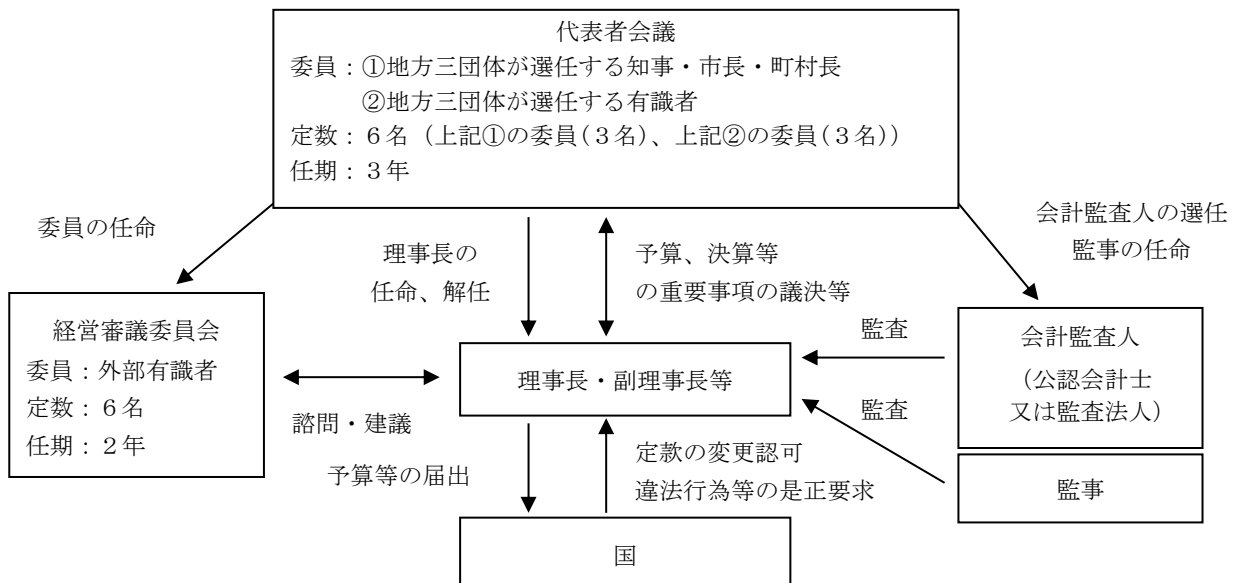 代表者会議
委員：①地方三団体が選任する知事・市長・町村長
②地方三団体が選任する有識者
定数：６名（上記①の委員（３名）、上記②の委員（３名））
任期：３年
委員の任命
理事長の
任命、解任
予算、決算等
の重要事項の議決等
会計監査人の選任
監事の任命
経営審議委員会
委員：外部有識者
定数：６名
任期：２年
諮問・建議
理事長・副理事長等
監査
監査
会計監査人
（公認会計士
又は監査法人）
監事
予算等の届出
定款の変更認可
違法行為等の是正要求
国